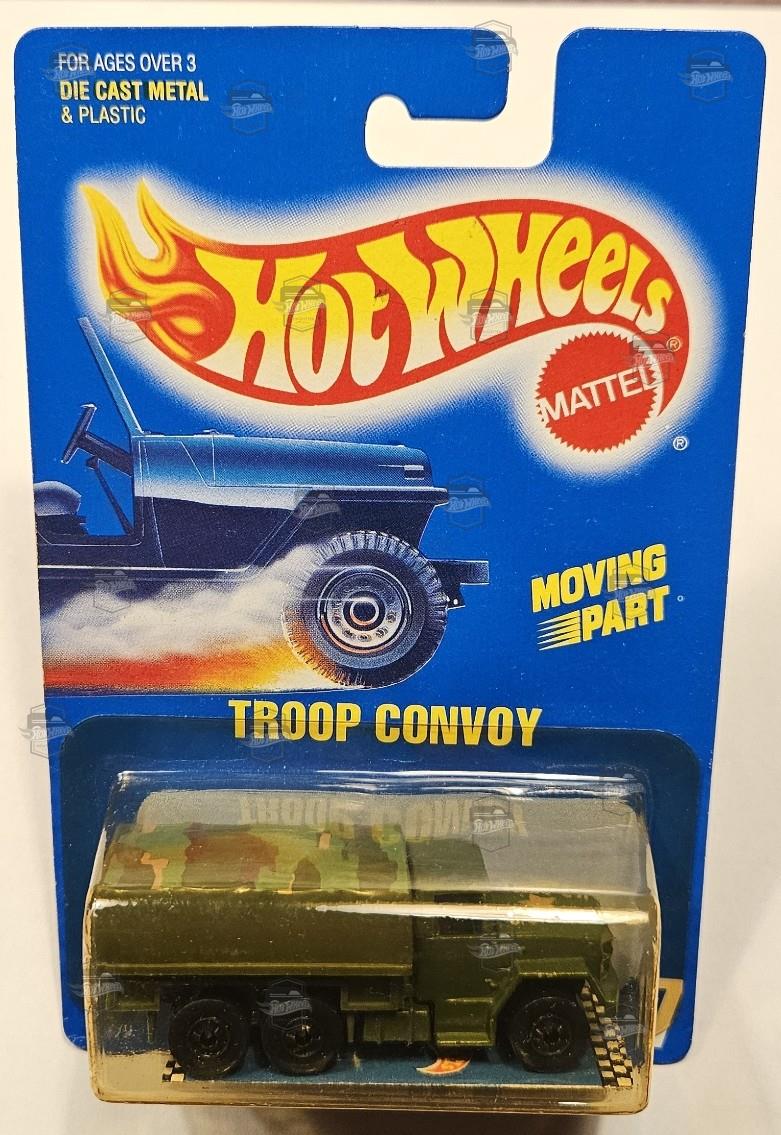 FOR AGES OVER 3
DIE CAST METAL
& PLASTIC
HOT WHEELS
®
MATTEL
®
MOVING
PART
TROOP CONVOY